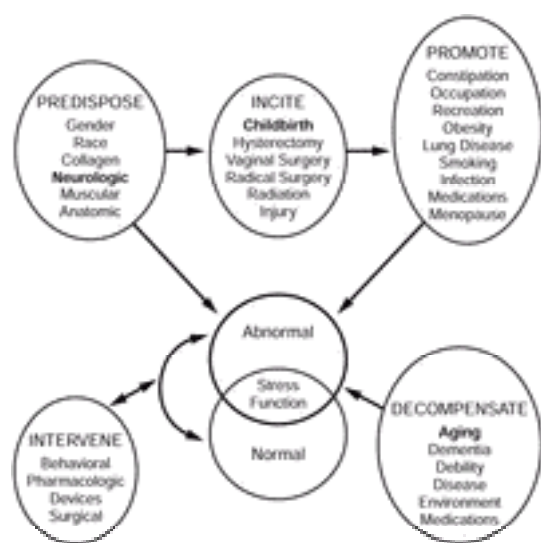 PREDISPOSE
Gender
Race
Collagen
Neurologic
Muscular
Anatomic
INCITE
Childbirth
Hysterectomy
Vaginal Surgery
Radical Surgery
Radiation
Injury
PROMOTE
Constipation
Occupation
Recreation
Obesity
Lung Disease
Smoking
Infection
Medications
Menopause
Abnormal
Stress
Function
Normal
INTERVENE
Behavioral
Pharmacologic
Devices
Surgical
DECOMPENSATE
Aging
Dementia
Debility
Disease
Environment
Medications